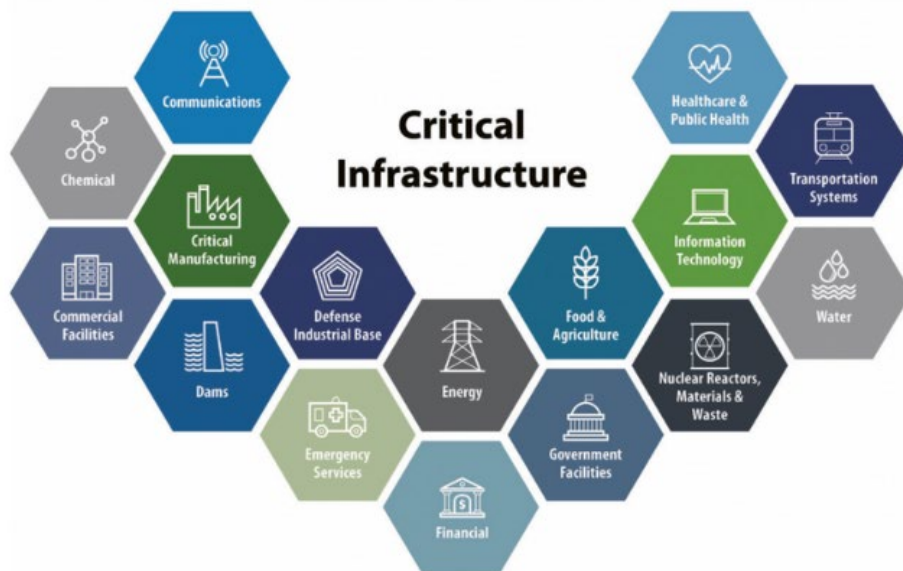 Communications
Healthcare &
Public Health
Critical
Infrastructure
Chemical
Transportation
Systems
Critical
Manufacturing
Information
Technology
Commercial
Facilities
Defense
Industrial Base
Food &
Agriculture
Water
Dams
Energy
Nuclear Reactors,
Materials &
Waste
Emergency
Services
Government
Facilities
$
Financial